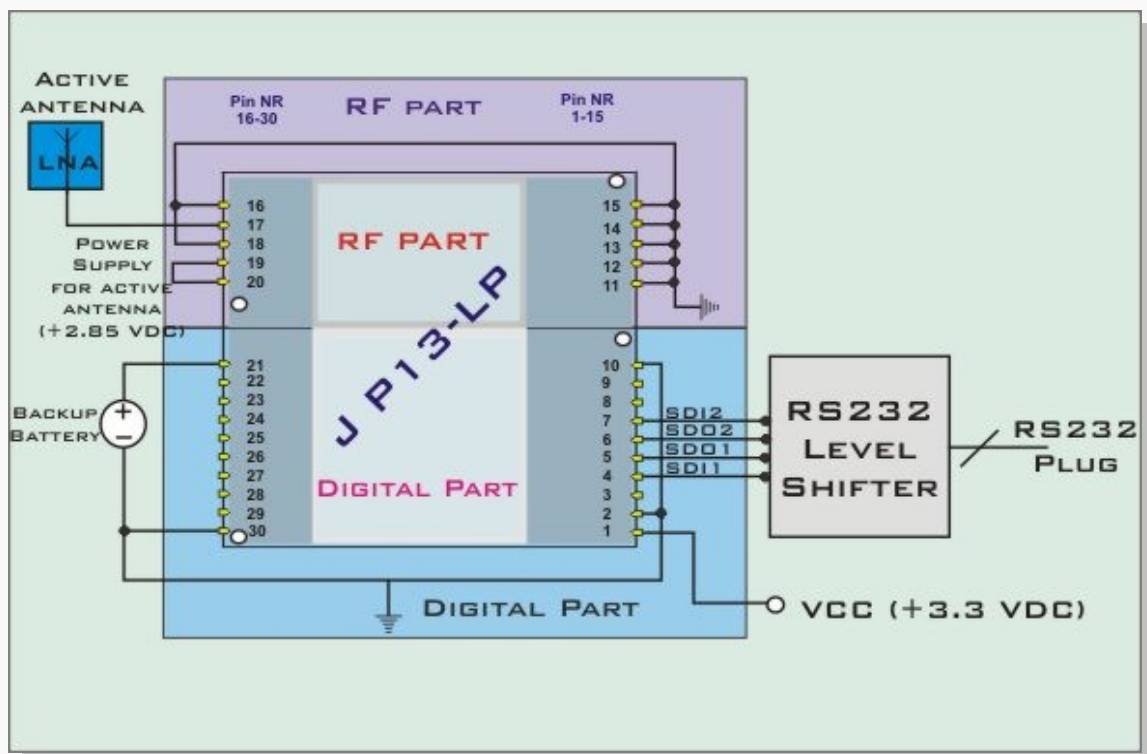 ACTIVE
ANTENNA
LNA
Pin NR
16-30
RF PART
Pin NR
1-15
POWER
SUPPLY
FOR ACTIVE
ANTENNA
(+2.85 VDC)
16
17
18
19
20
RF PART
15
14
13
12
11
J P13-LP
BACKUP
BATTERY
+
−
21
22
23
24
25
26
27
28
29
30
DIGITAL PART
10
9
8
7
6
5
4
3
2
1
SDI2
SDO2
SDO1
SDI1
RS232
LEVEL
SHIFTER
RS232
PLUG
DIGITAL PART
VCC (+3.3 VDC)